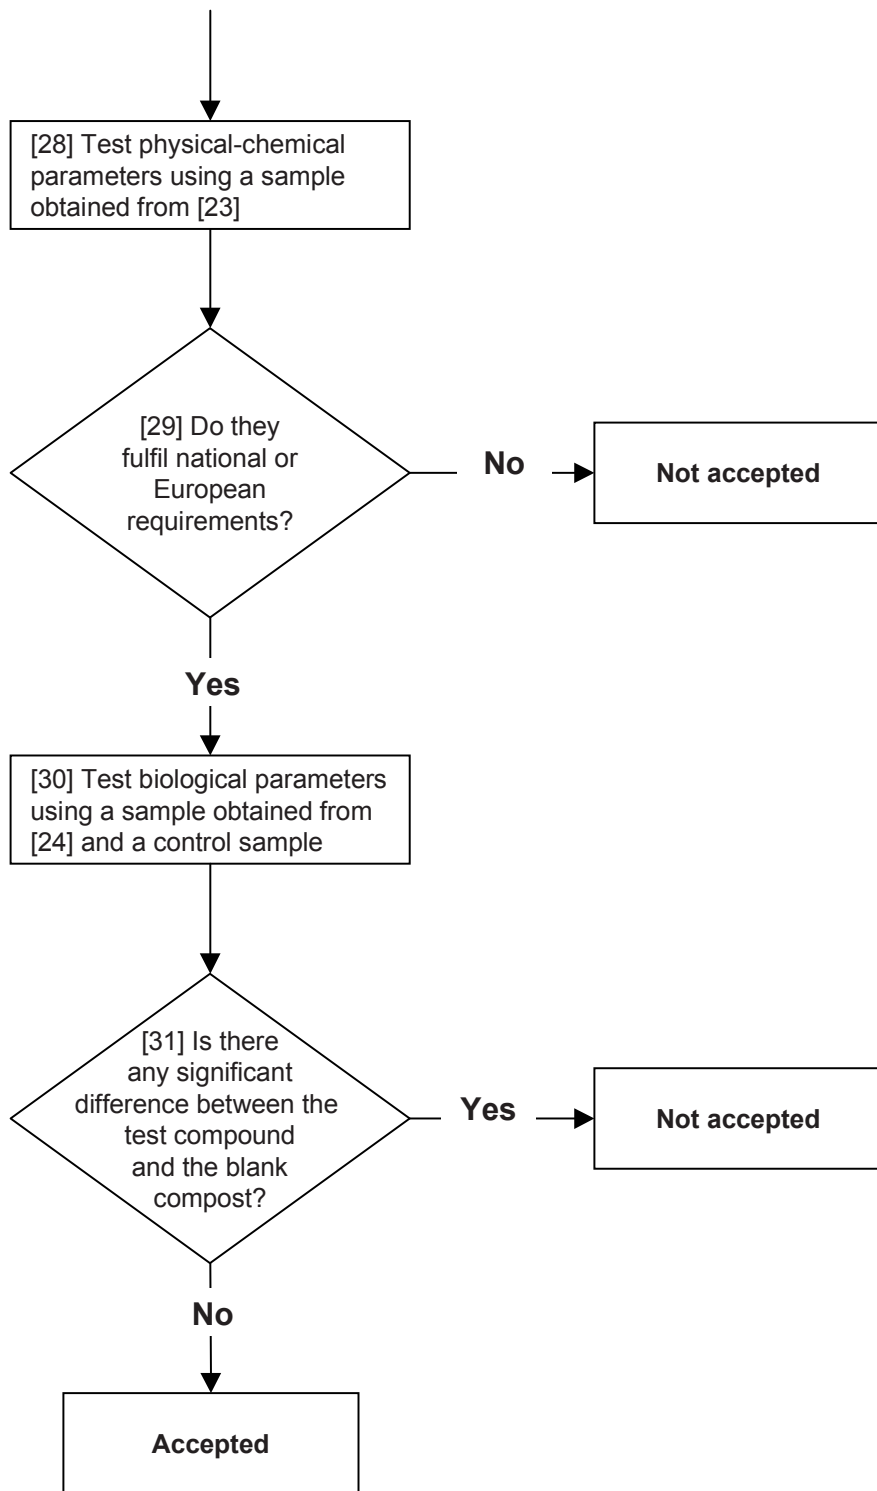 [28] Test physical-chemical
parameters using a sample
obtained from [23]
[29] Do they
fulfil national or
European
requirements?
No
Not accepted
Yes
[30] Test biological parameters
using a sample obtained from
[24] and a control sample
[31] Is there
any significant
difference between the
test compound
and the blank
compost?
Yes
Not accepted
No
Accepted